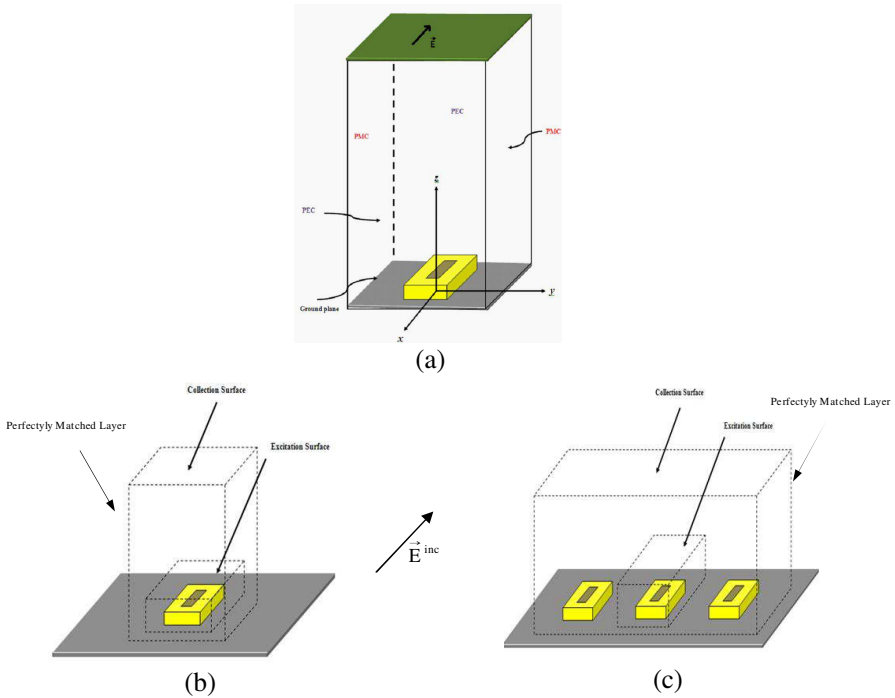 E
PEC
PMC
PMC
z
PEC
y
Ground plane
x
(a)
Collection Surface
Perfectyly Matched Layer
Excitation Surface
(b)
E inc
Collection Surface
Perfectyly Matched Layer
Excitation Surface
(c)